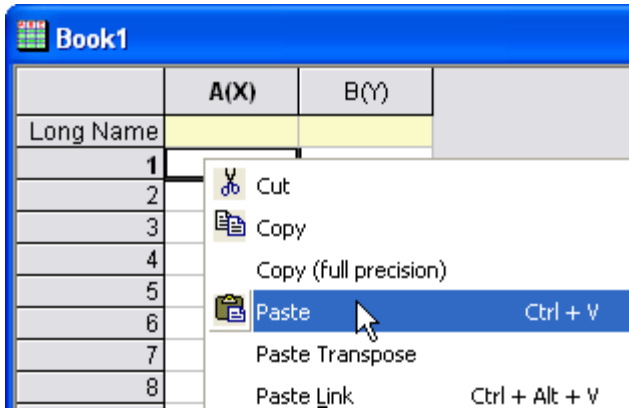 Book1
A(X) B(Y)
Long Name
1
2
3
4
5
6
7
8
Cut
Copy
Copy (full precision)
Paste Ctrl + V
Paste Transpose
Paste Link Ctrl + Alt + V